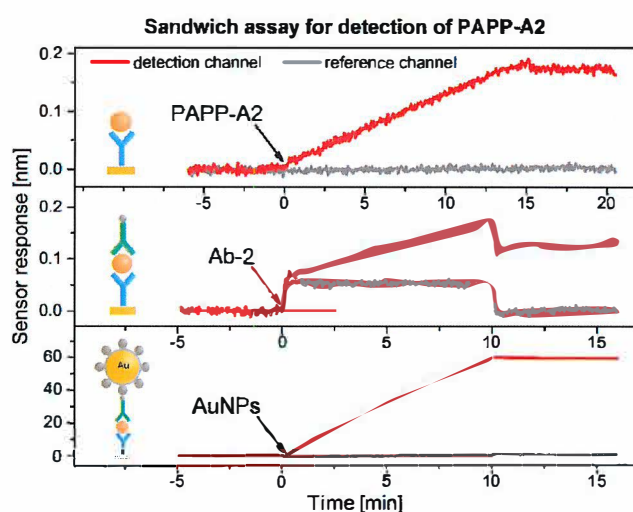 Sandwich assay for detection of PAPP-A2
0.2
detection channel
reference channel
0.1
PAPP-A2
0.0
-5
0
5
10
15
20
Sensor response [nm]
0.2
0.1
Ab-2
0.0
-5
0
5
10
15
60
Au
40
AuNPs
20
0
-5
0
5
10
15
Time [min]